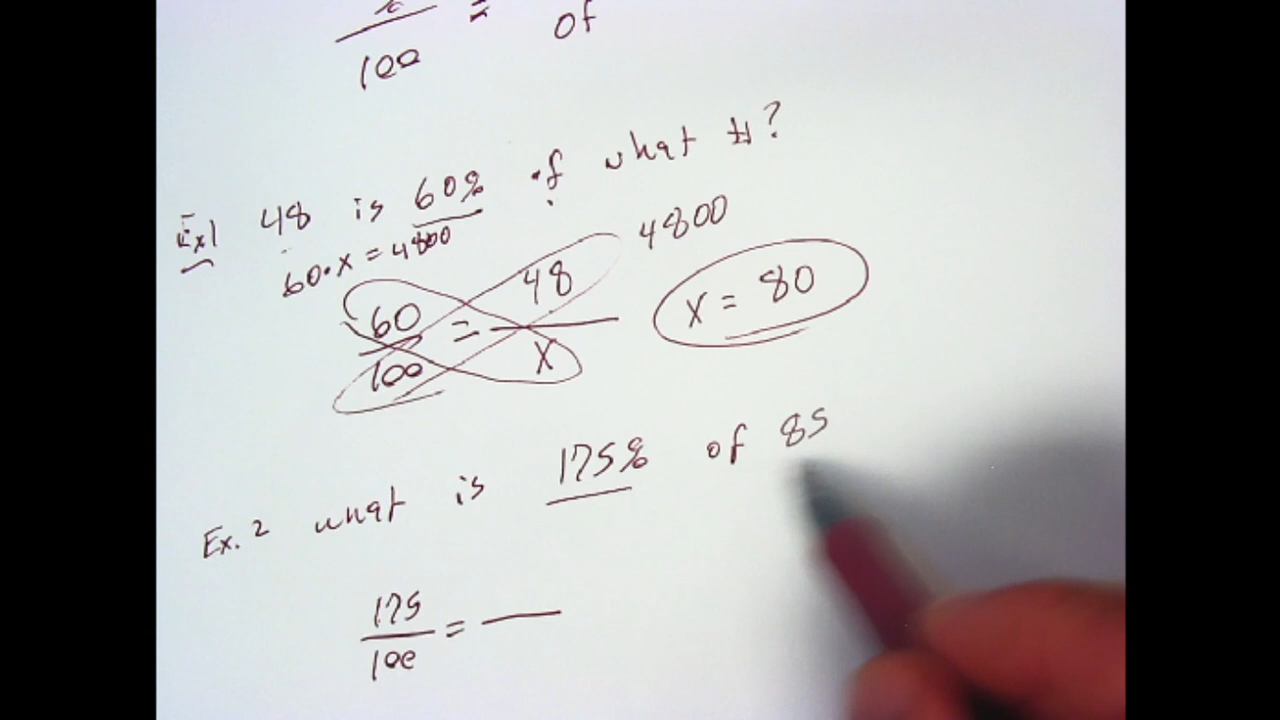 — = of
100
Ex1 48 is 60% of what #?
60·x = 4800
4800
60/100 = 48/x
x = 80
Ex. 2 what is 175% of 85
175/100 = —